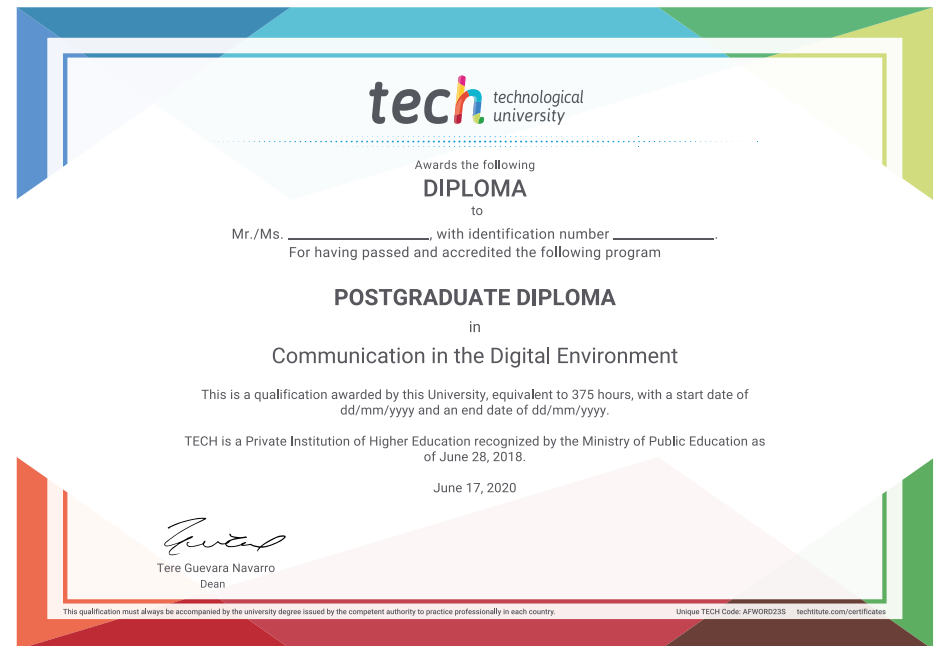 tech technological
university
Awards the following
DIPLOMA
to
Mr./Ms. ____________________, with identification number ______________.
For having passed and accredited the following program
POSTGRADUATE DIPLOMA
in
Communication in the Digital Environment
This is a qualification awarded by this University, equivalent to 375 hours, with a start date of
dd/mm/yyyy and an end date of dd/mm/yyyy.
TECH is a Private Institution of Higher Education recognized by the Ministry of Public Education as
of June 28, 2018.
June 17, 2020
Tere Guevara Navarro
Dean
This qualification must always be accompanied by the university degree issued by the competent authority to practice professionally in each country. Unique TECH Code: AFWORD23S techtitute.com/certificates